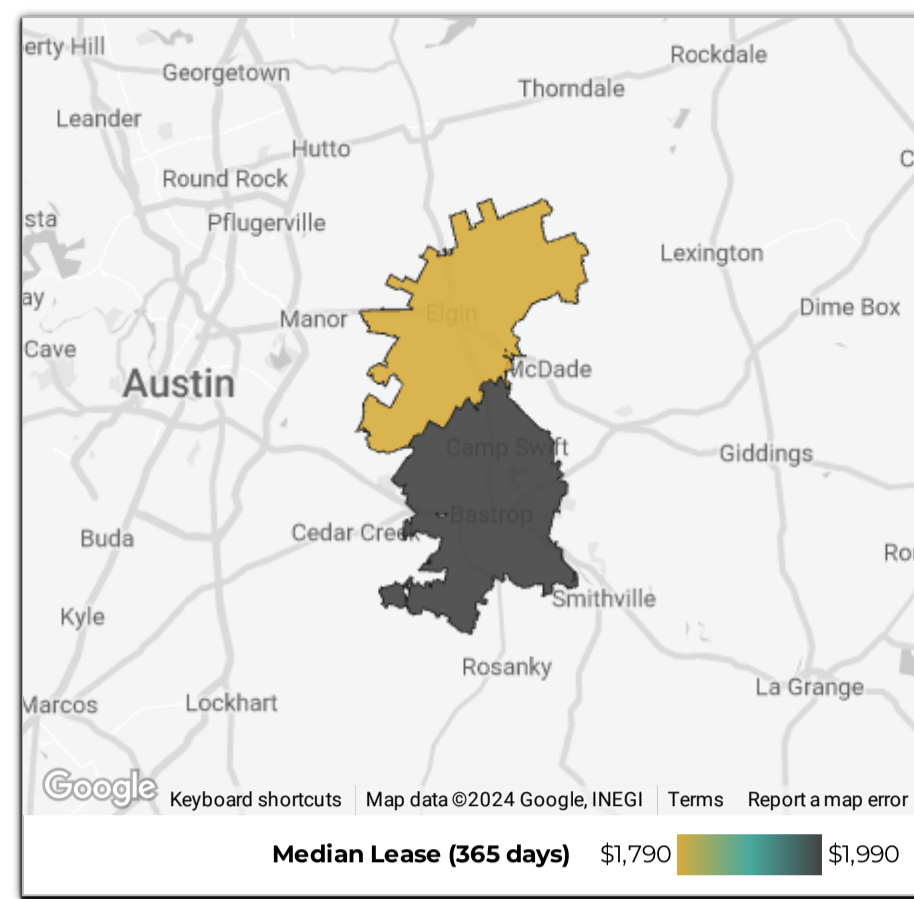 erty Hill
Georgetown
Rockdale
Thorndale
Leander
Hutto
Round Rock
sta
Pflugerville
Lexington
ay
Manor
Elgin
Dime Box
Cave
McDade
Austin
Camp Swift
Giddings
Bastrop
Buda
Cedar Creek
Ro
Smithville
Kyle
Rosanky
La Grange
Marcos
Lockhart
Google
Keyboard shortcuts
Map data ©2024 Google, INEGI
Terms
Report a map error
Median Lease (365 days) $1,790 $1,990